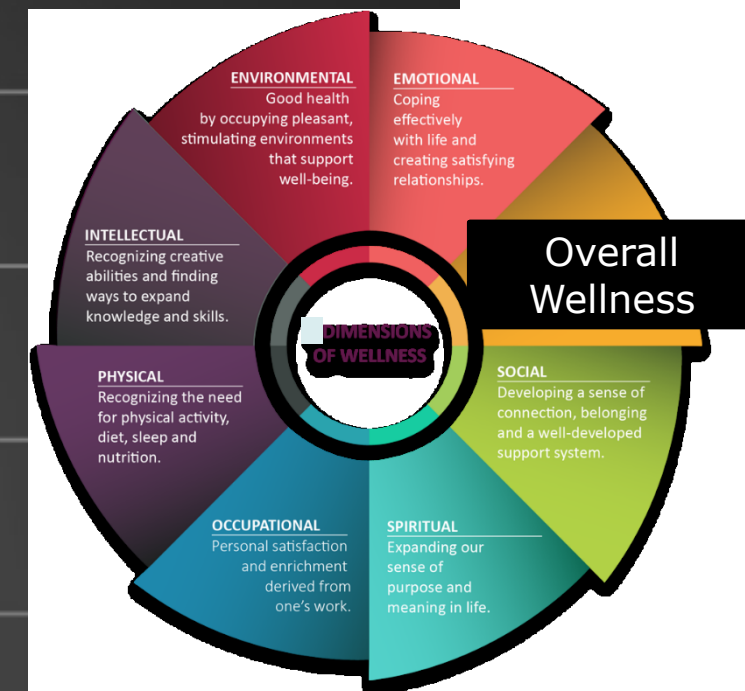 ENVIRONMENTAL
Good health
by occupying pleasant,
stimulating environments
that support
well-being.
EMOTIONAL
Coping
effectively
with life and
creating satisfying
relationships.
Overall
Wellness
INTELLECTUAL
Recognizing creative
abilities and finding
ways to expand
knowledge and skills.
DIMENSIONS
OF WELLNESS
PHYSICAL
Recognizing the need
for physical activity,
diet, sleep and
nutrition.
SOCIAL
Developing a sense of
connection, belonging
and a well-developed
support system.
OCCUPATIONAL
Personal satisfaction
and enrichment
derived from
one's work.
SPIRITUAL
Expanding our
sense of
purpose and
meaning in life.